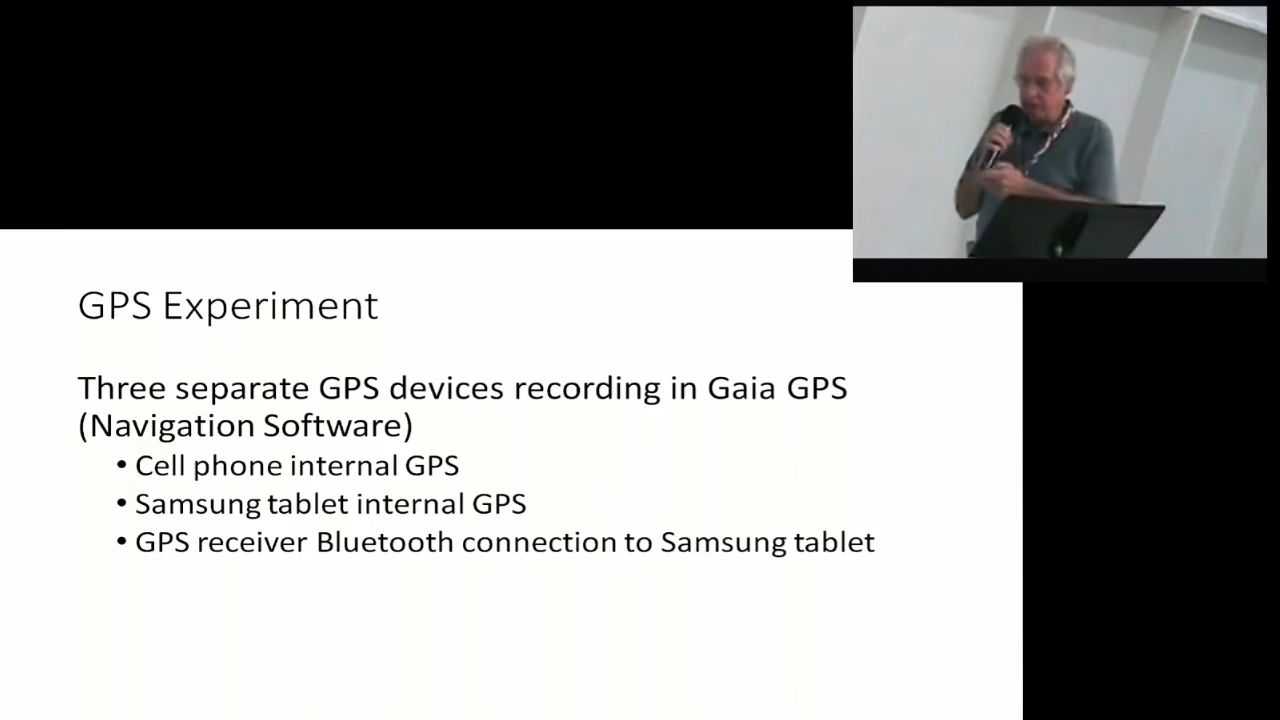 GPS Experiment
Three separate GPS devices recording in Gaia GPS
(Navigation Software)
• Cell phone internal GPS
• Samsung tablet internal GPS
• GPS receiver Bluetooth connection to Samsung tablet